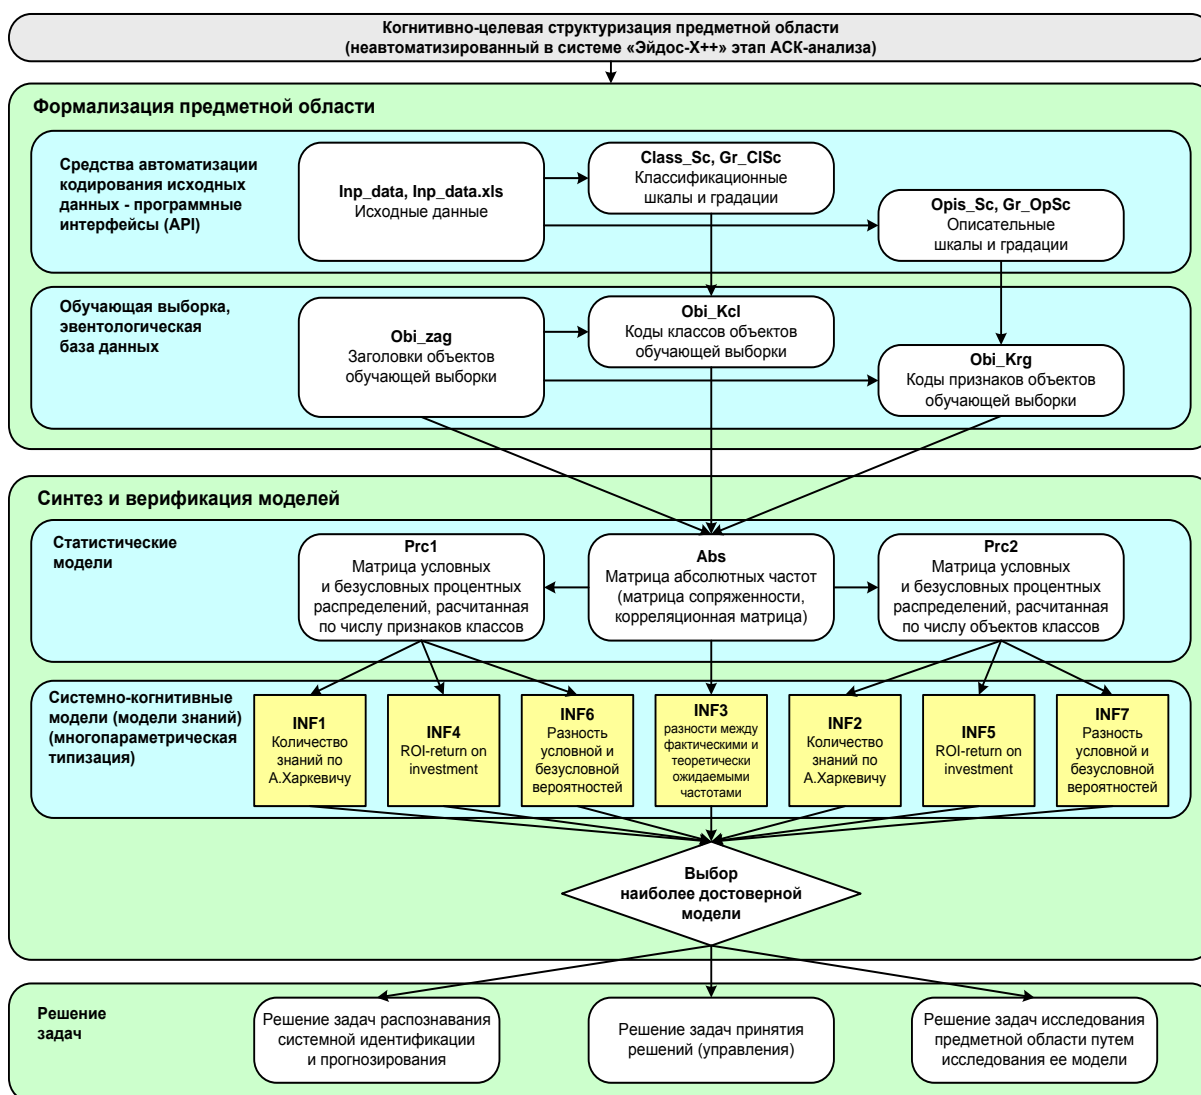 Когнитивно-целевая структуризация предметной области
(неавтоматизированный в системе «Эйдос-Х++» этап АСК-анализа)
Формализация предметной области
Средства автоматизации
кодирования исходных
данных - программные
интерфейсы (API)
Inp_data, Inp_data.xls
Исходные данные
Class_Sc, Gr_ClSc
Классификационные
шкалы и градации
Opis_Sc, Gr_OpSc
Описательные
шкалы и градации
Обучающая выборка,
эвентологическая
база данных
Obi_zag
Заголовки объектов
обучающей выборки
Obi_Kcl
Коды классов объектов
обучающей выборки
Obi_Krg
Коды признаков объектов
обучающей выборки
Синтез и верификация моделей
Статистические
модели
Prc1
Матрица условных
и безусловных процентных
распределений, расчитанная
по числу признаков классов
Abs
Матрица абсолютных частот
(матрица сопряженности,
корреляционная матрица)
Prc2
Матрица условных
и безусловных процентных
распределений, расчитанная
по числу объектов классов
Системно-когнитивные
модели (модели знаний)
(многопараметрическая
типизация)
INF1
Количество
знаний по
А.Харкевичу
INF4
ROI-return on
investment
INF6
Разность
условной и
безусловной
вероятностей
INF3
разности между
фактическими и
теоретически
ожидаемыми
частотами
INF2
Количество
знаний по
А.Харкевичу
INF5
ROI-return on
investment
INF7
Разность
условной и
безусловной
вероятностей
Выбор
наиболее достоверной
модели
Решение
задач
Решение задач распознавания
системной идентификации
и прогнозирования
Решение задач принятия
решений (управления)
Решение задач исследования
предметной области путем
исследования ее модели